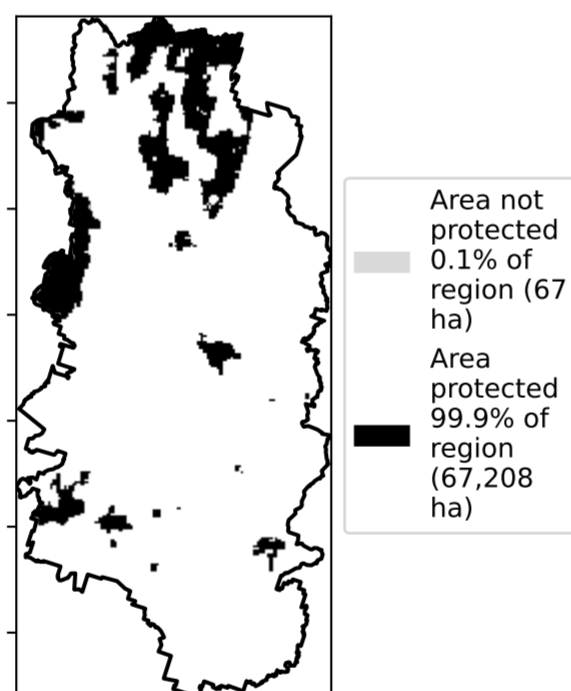 Area not
protected
0.1% of
region (67
ha)
Area
protected
99.9% of
region
(67,208
ha)